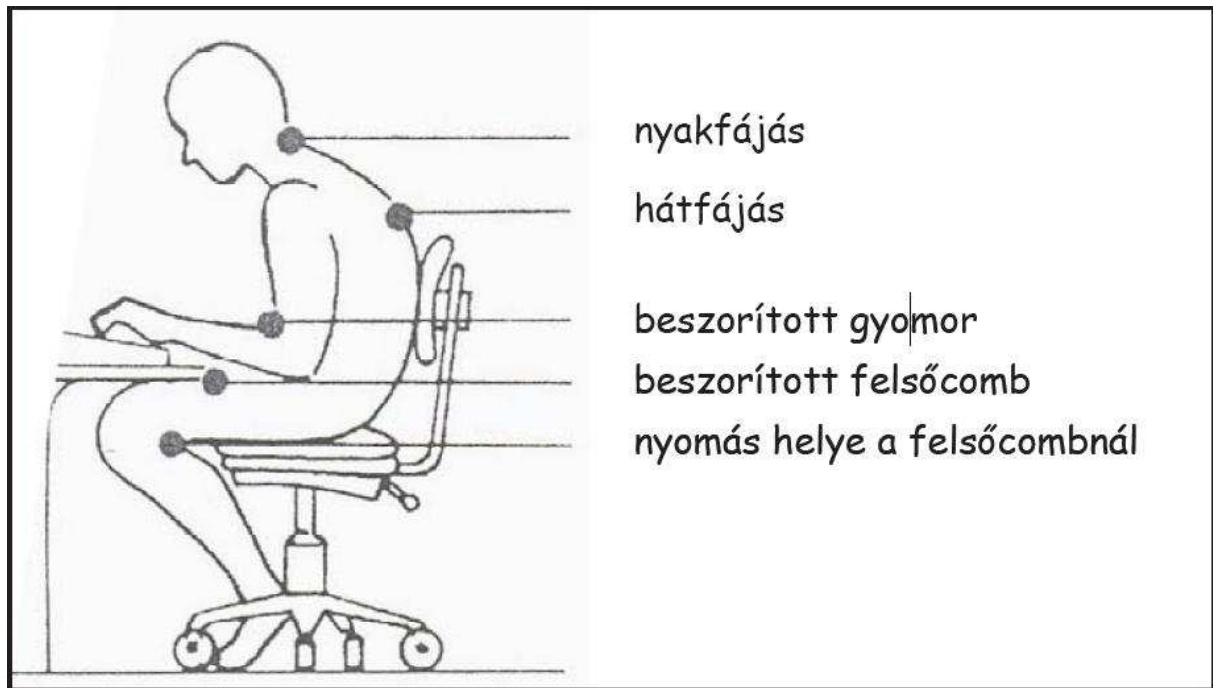 nyakfájás
hátfájás
beszorított gyomor
beszorított felsőcomb
nyomás helye a felsőcombnál